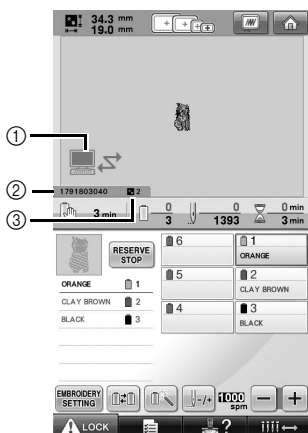 34.3 mm
19.0 mm
①
②
③
1791803040 2
3 min
0
3
0
1393
0 min
3 min
RESERVE
STOP
ORANGE 1
CLAY BROWN 2
BLACK 3
6
5
4
1
ORANGE
2
CLAY BROWN
3
BLACK
EMBROIDERY
SETTING
-/+
1000
spm
LOCK
?